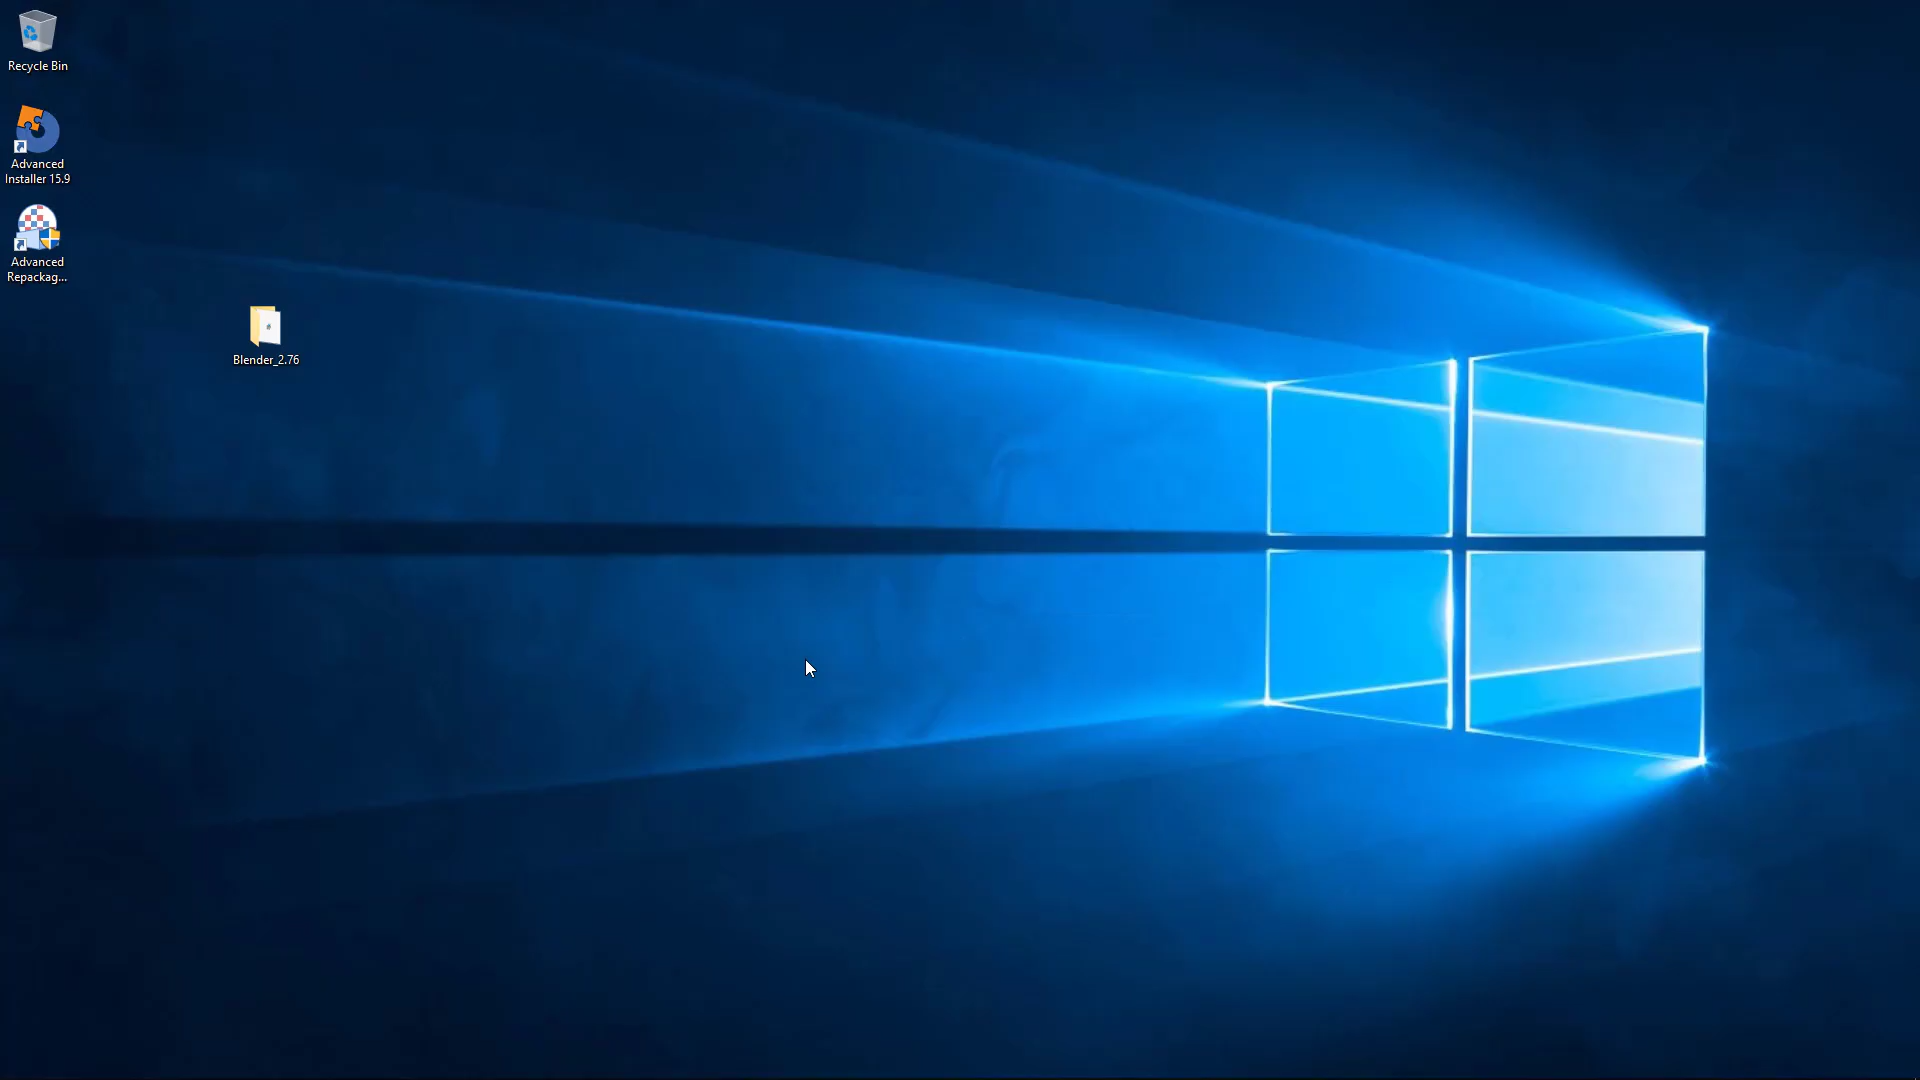 Recycle Bin
Advanced
Installer 15.9
Advanced
Repackag...
Blender_2.76